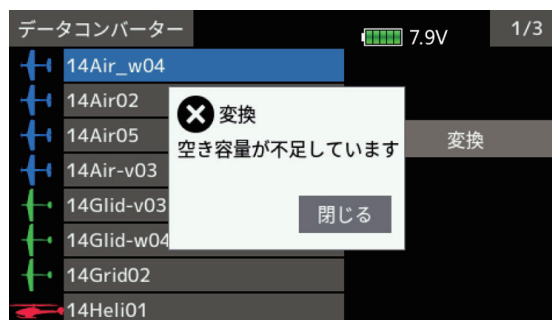 データコンバーター
7.9V
1/3
14Air_w04
14Air02
14Air05
14Air-v03
14Glid-v03
14Glid-w04
14Grid02
14Heli01
変換
空き容量が不足しています
閉じる
変換